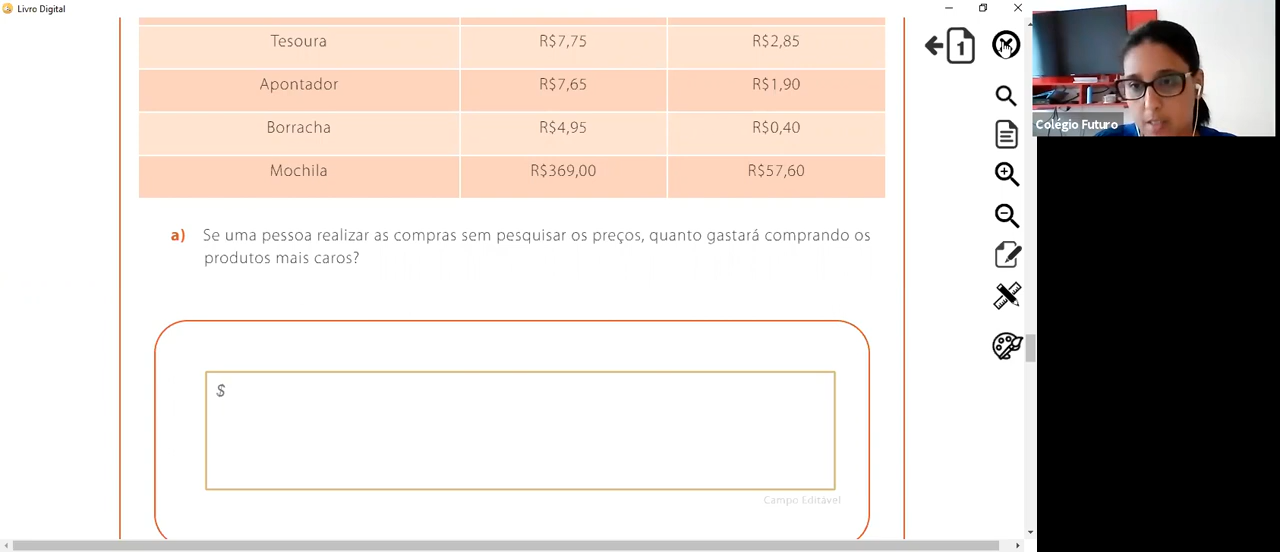 Livro Digital
Tesoura R$7,75 R$2,85
Apontador R$7,65 R$1,90
Borracha R$4,95 R$0,40
Mochila R$369,00 R$57,60
a) Se uma pessoa realizar as compras sem pesquisar os preços, quanto gastará comprando os
produtos mais caros?
$
Campo Editável
1
Colégio Futuro